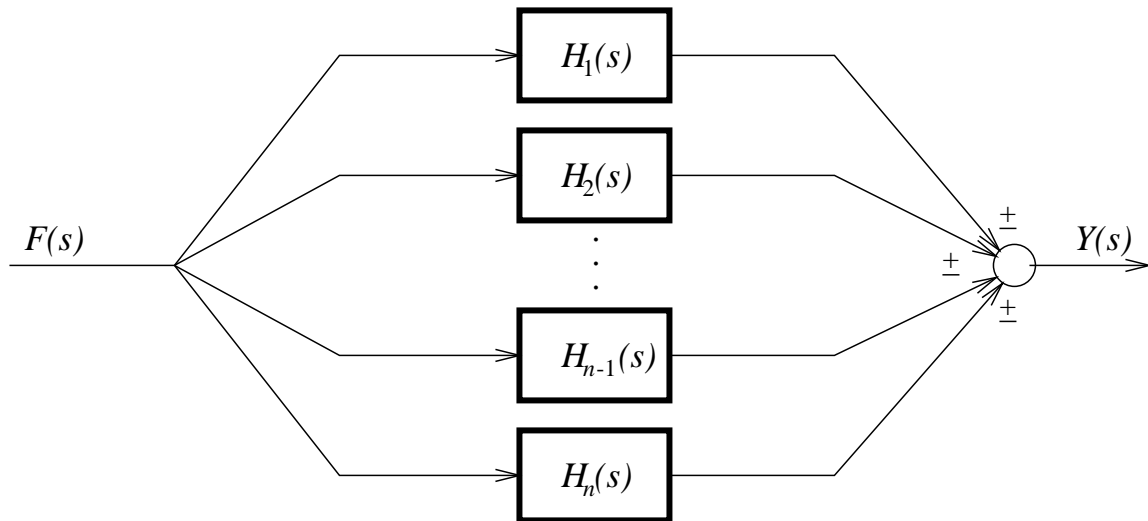 H₁(s)
H₂(s)
±
F(s)
±
Y(s)
±
Hₙ₋₁(s)
Hₙ(s)